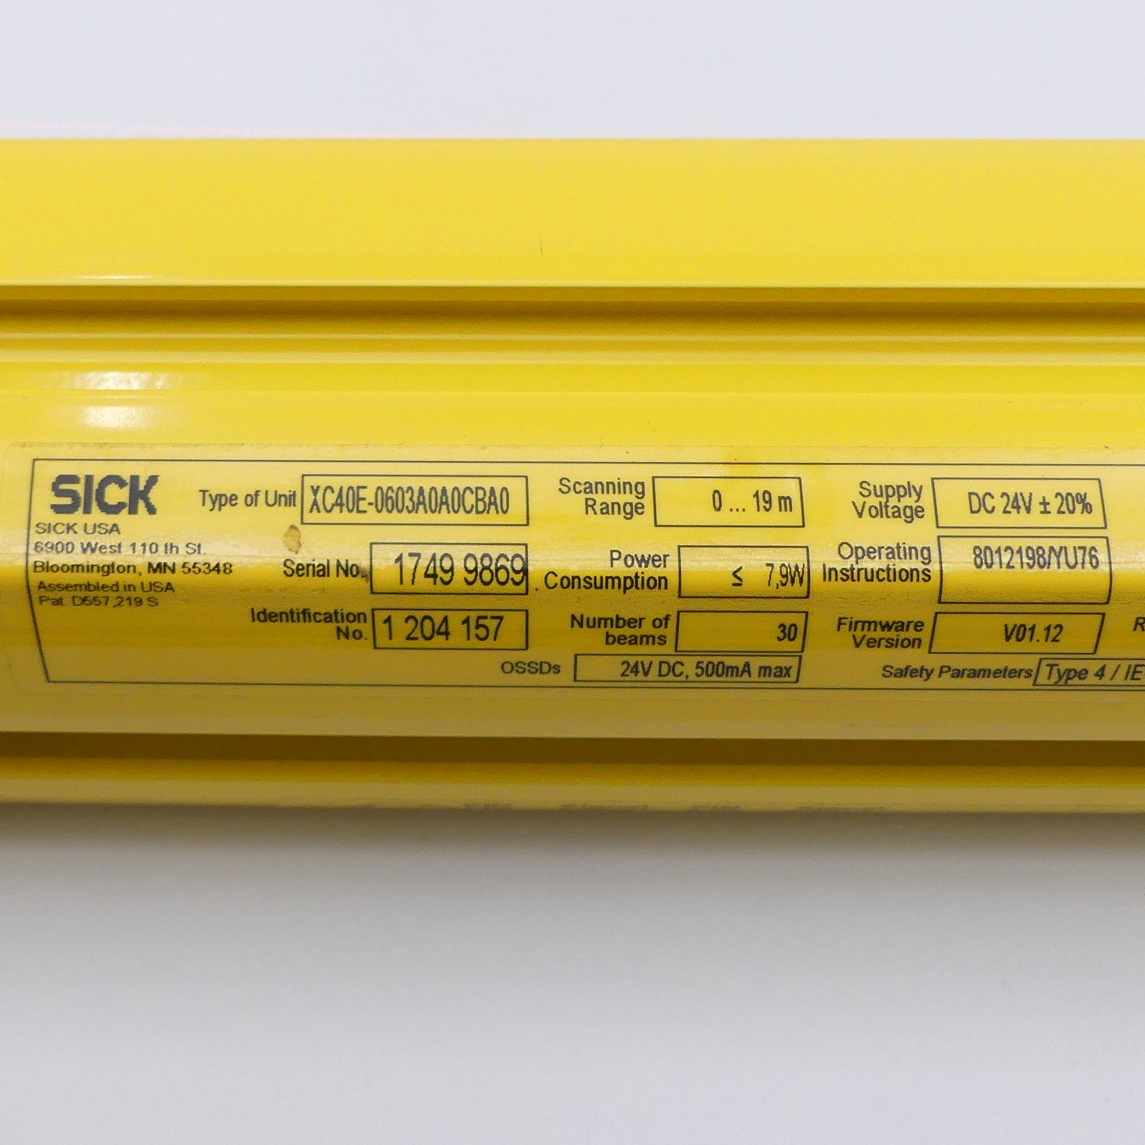 SICK
SICK USA
6900 West 110 th St.
Bloomington, MN 55348
Assembled in USA
Pat. D557,219 S
Type of Unit XC40E-0603A0A0CBA0
Serial No. 1749 9869
Identification
No. 1 204 157
Scanning
Range 0 ... 19 m
Power
Consumption ≤ 7,9W
Number of
beams 30
OSSDs 24V DC, 500mA max
Supply
Voltage DC 24V ± 20%
Operating
Instructions 8012198/YU76
Firmware
Version V01.12
Safety Parameters Type 4 / IE
R